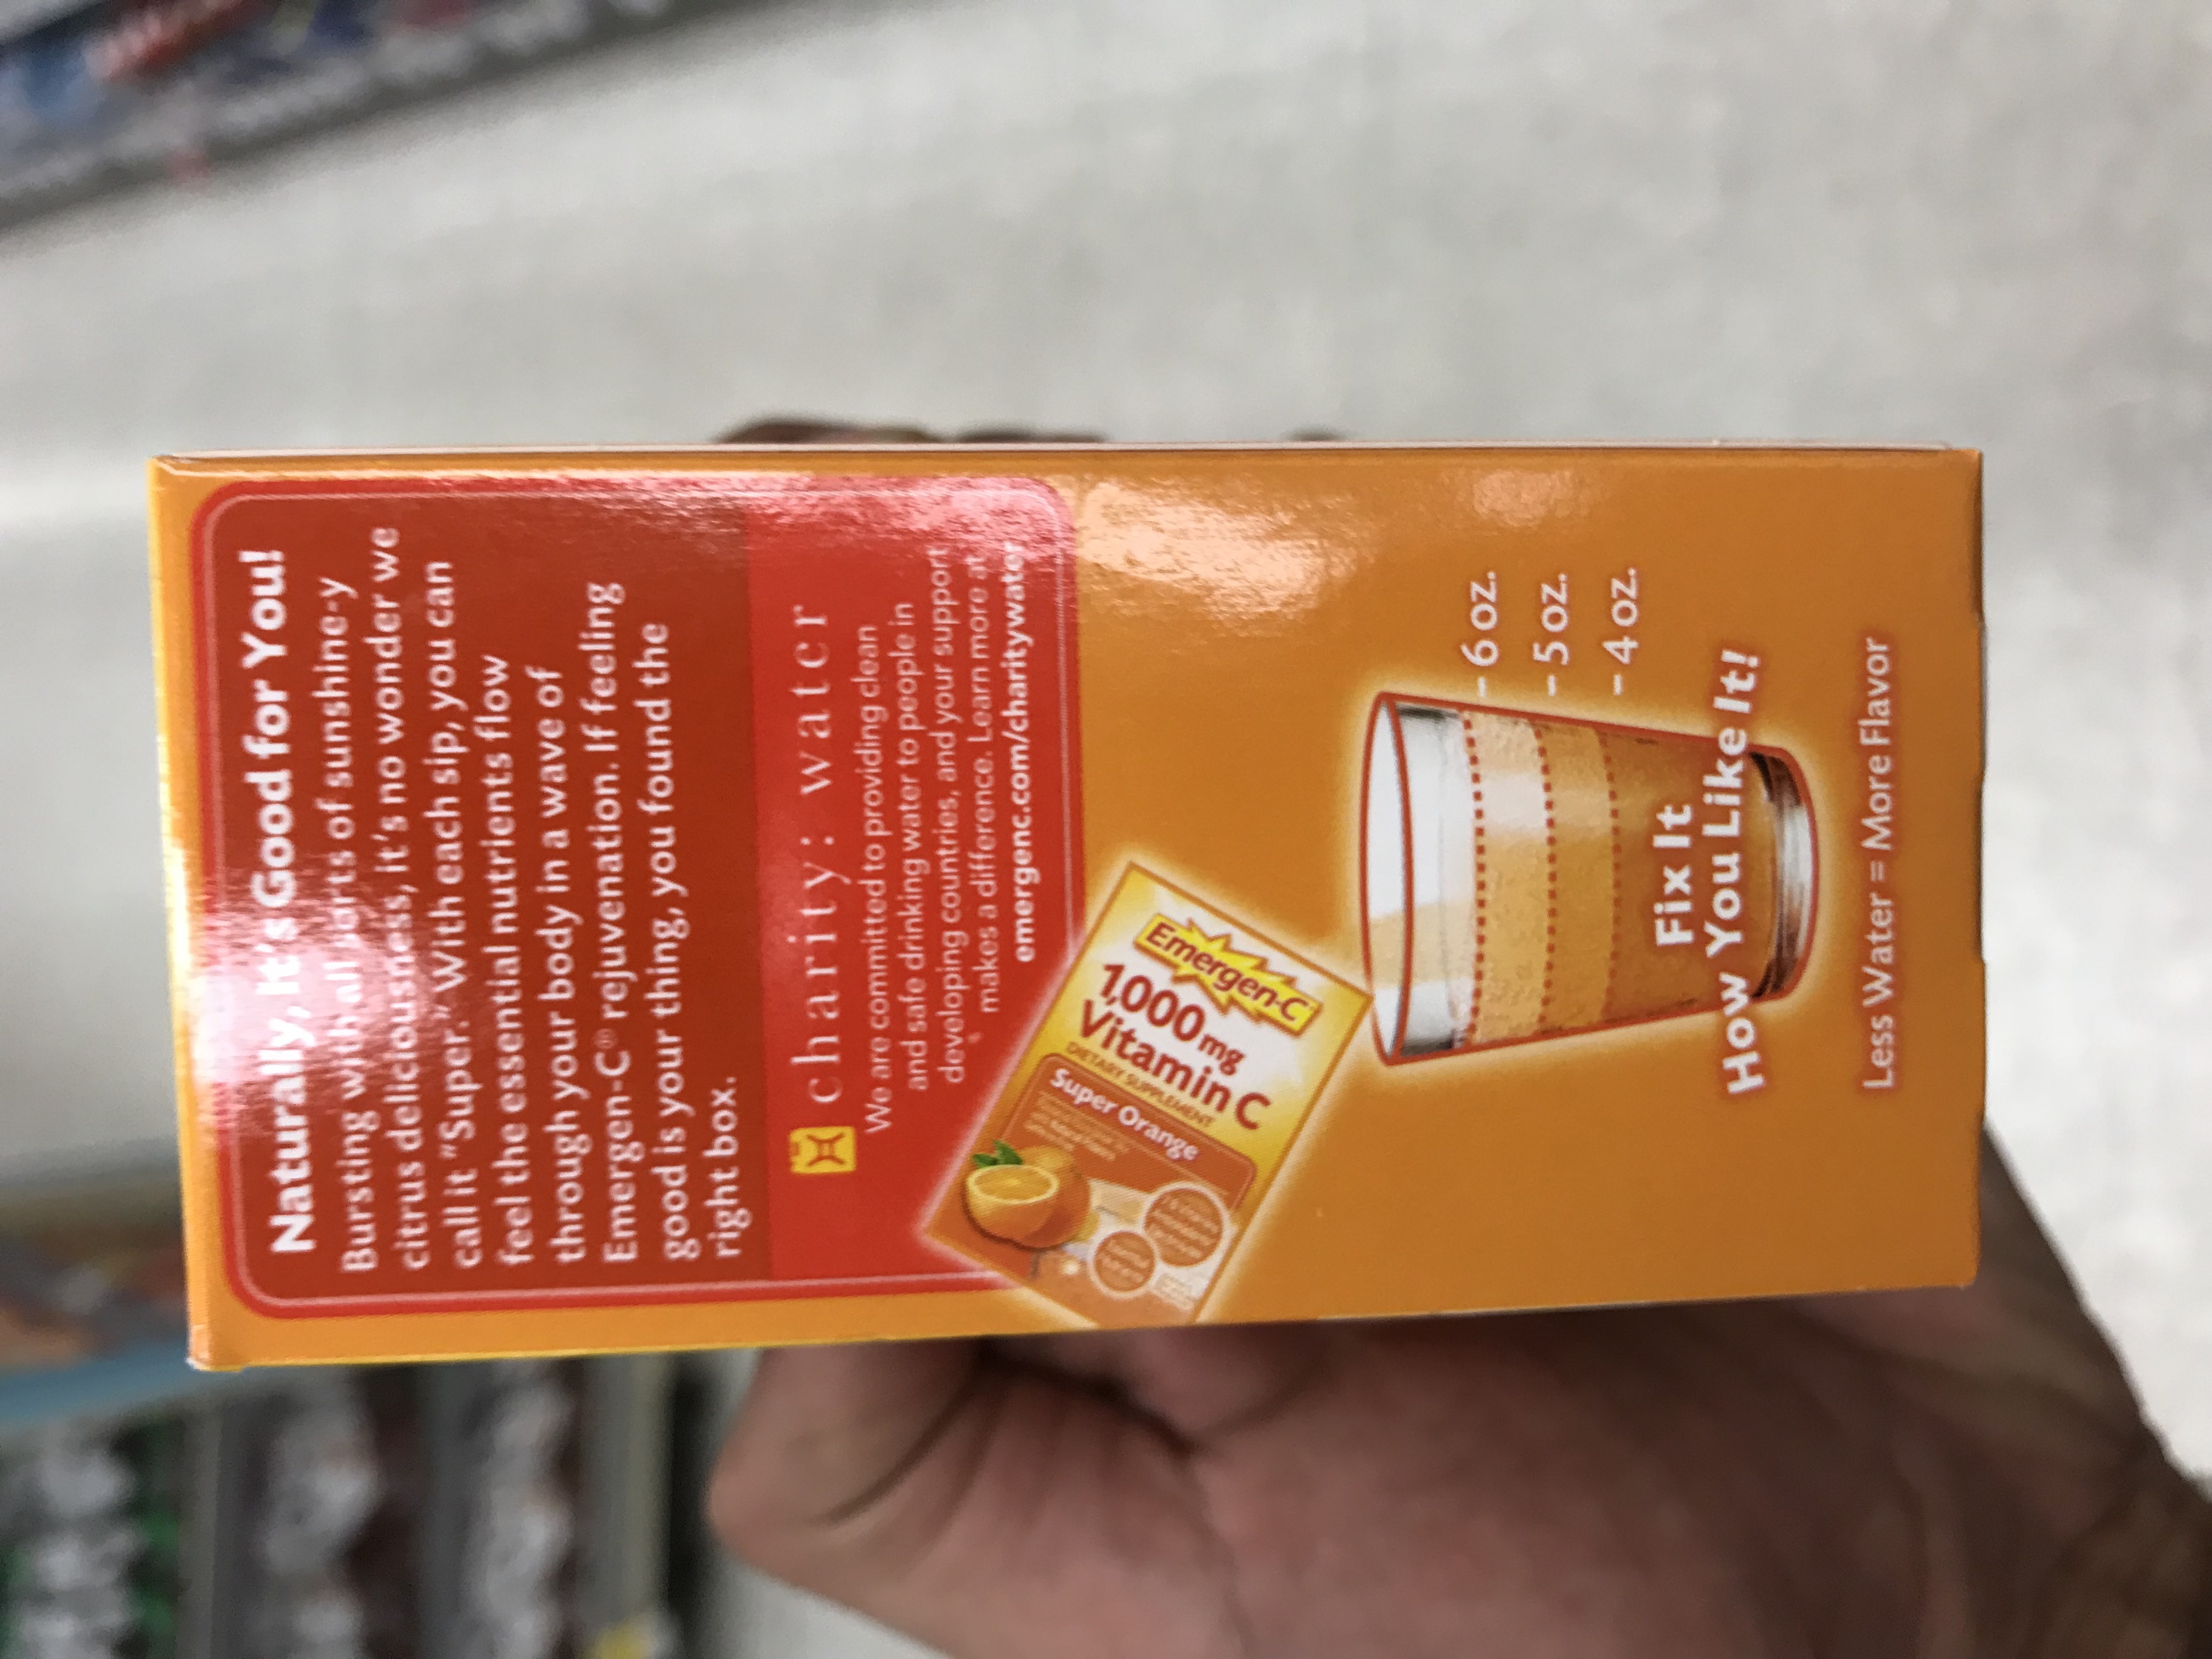 Naturally, It's Good for You!
Bursting with all sorts of sunshine-y
citrus deliciousness, it's no wonder we
call it "Super." With each sip, you can
feel the essential nutrients flow
through your body in a wave of
Emergen-C® rejuvenation. If feeling
good is your thing, you found the
right box.
charity: water
We are committed to providing clean
and safe drinking water to people in
developing countries, and your support
makes a difference. Learn more at
emergenc.com/charitywater
Emergen-C
1,000 mg
Vitamin C
DIETARY SUPPLEMENT
Super Orange
- 6 oz.
- 5 oz.
- 4 oz.
Fix It
How You Like It!
Less Water = More Flavor